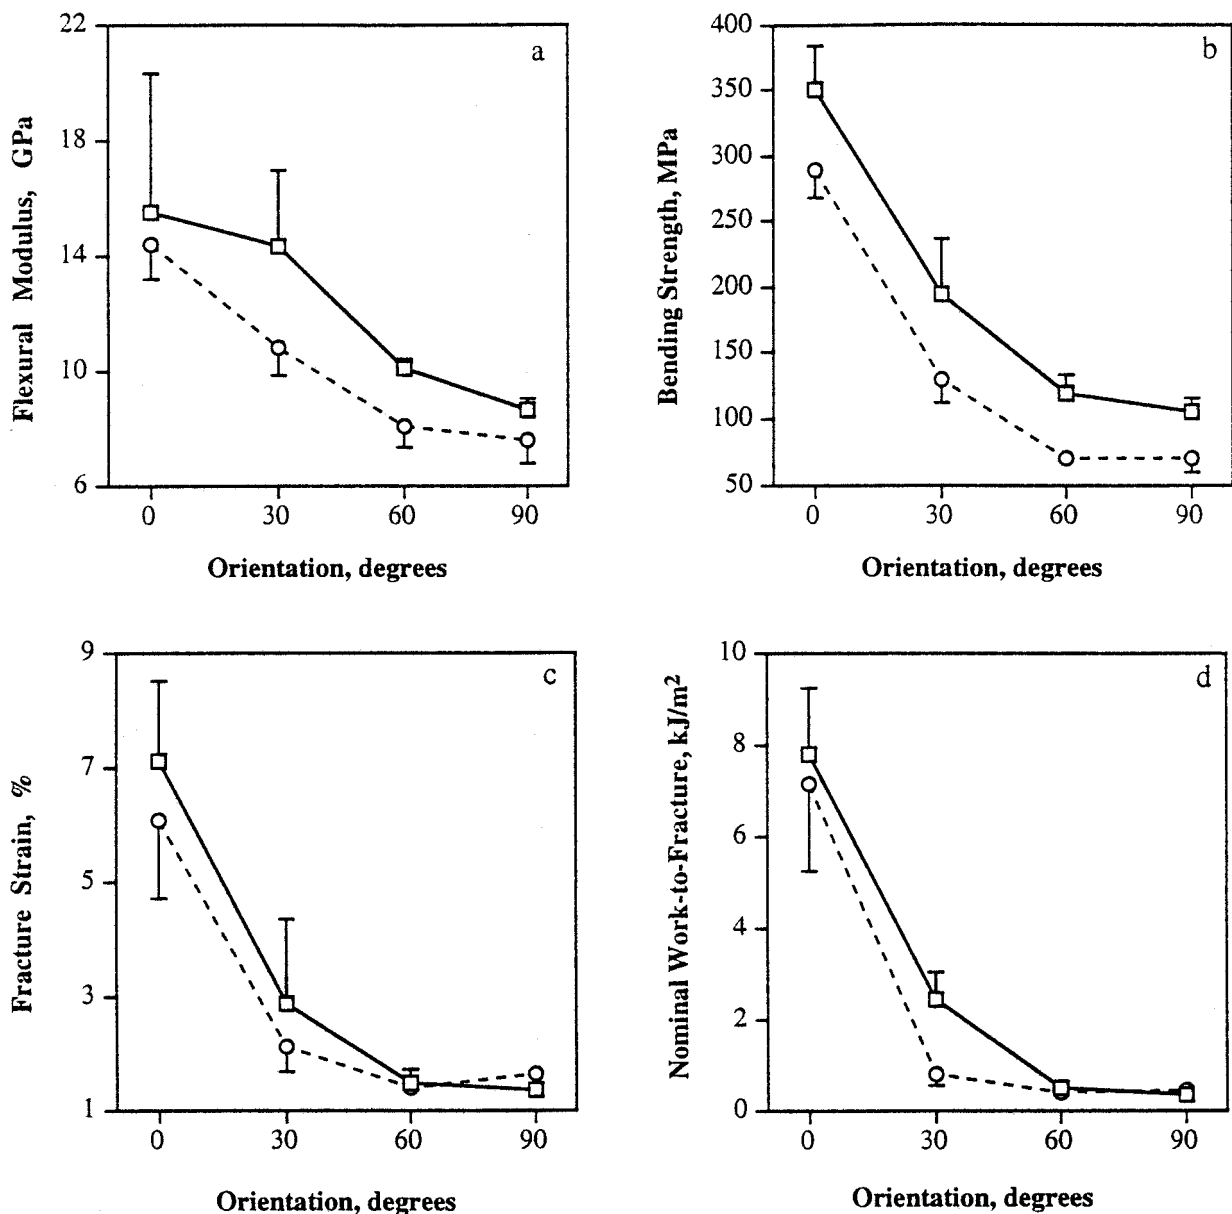 a
Flexural Modulus, GPa
22
18
14
10
6
0 30 60 90
Orientation, degrees
b
Bending Strength, MPa
400
350
300
250
200
150
100
50
0 30 60 90
Orientation, degrees
c
Fracture Strain, %
9
7
5
3
1
0 30 60 90
Orientation, degrees
d
Nominal Work-to-Fracture, kJ/m²
10
8
6
4
2
0
0 30 60 90
Orientation, degrees